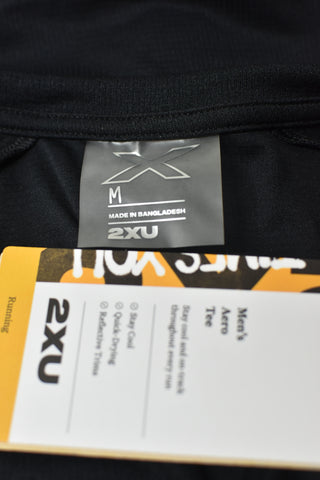 M
MADE IN BANGLADESH
2XU
YOU
Men's
Aero
Tee
Stay cool and on-track
throughout every run
Stay Cool
Quick-Drying
Reflective Trims
2XU
Running